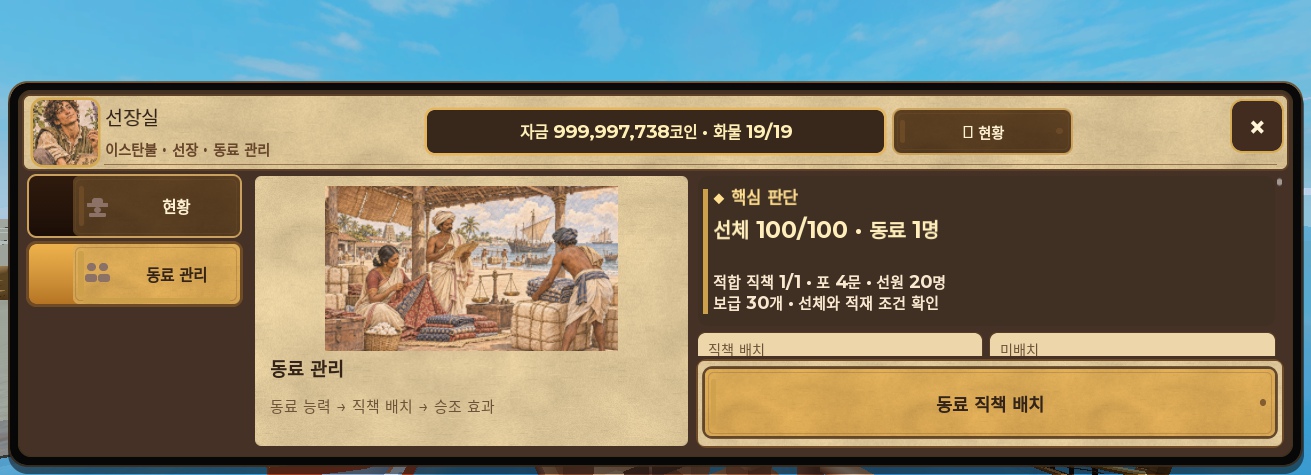 선장실
이스탄불 • 선장 • 동료 관리
자금 999,997,738코인 • 화물 19/19
현황
×
현황
동료 관리
동료 관리
동료 능력 → 직책 배치 → 승조 효과
◆ 핵심 판단
선체 100/100 • 동료 1명
적합 직책 1/1 • 포 4문 • 선원 20명
보급 30개 • 선체와 적재 조건 확인
직책 배치
미배치
동료 직책 배치